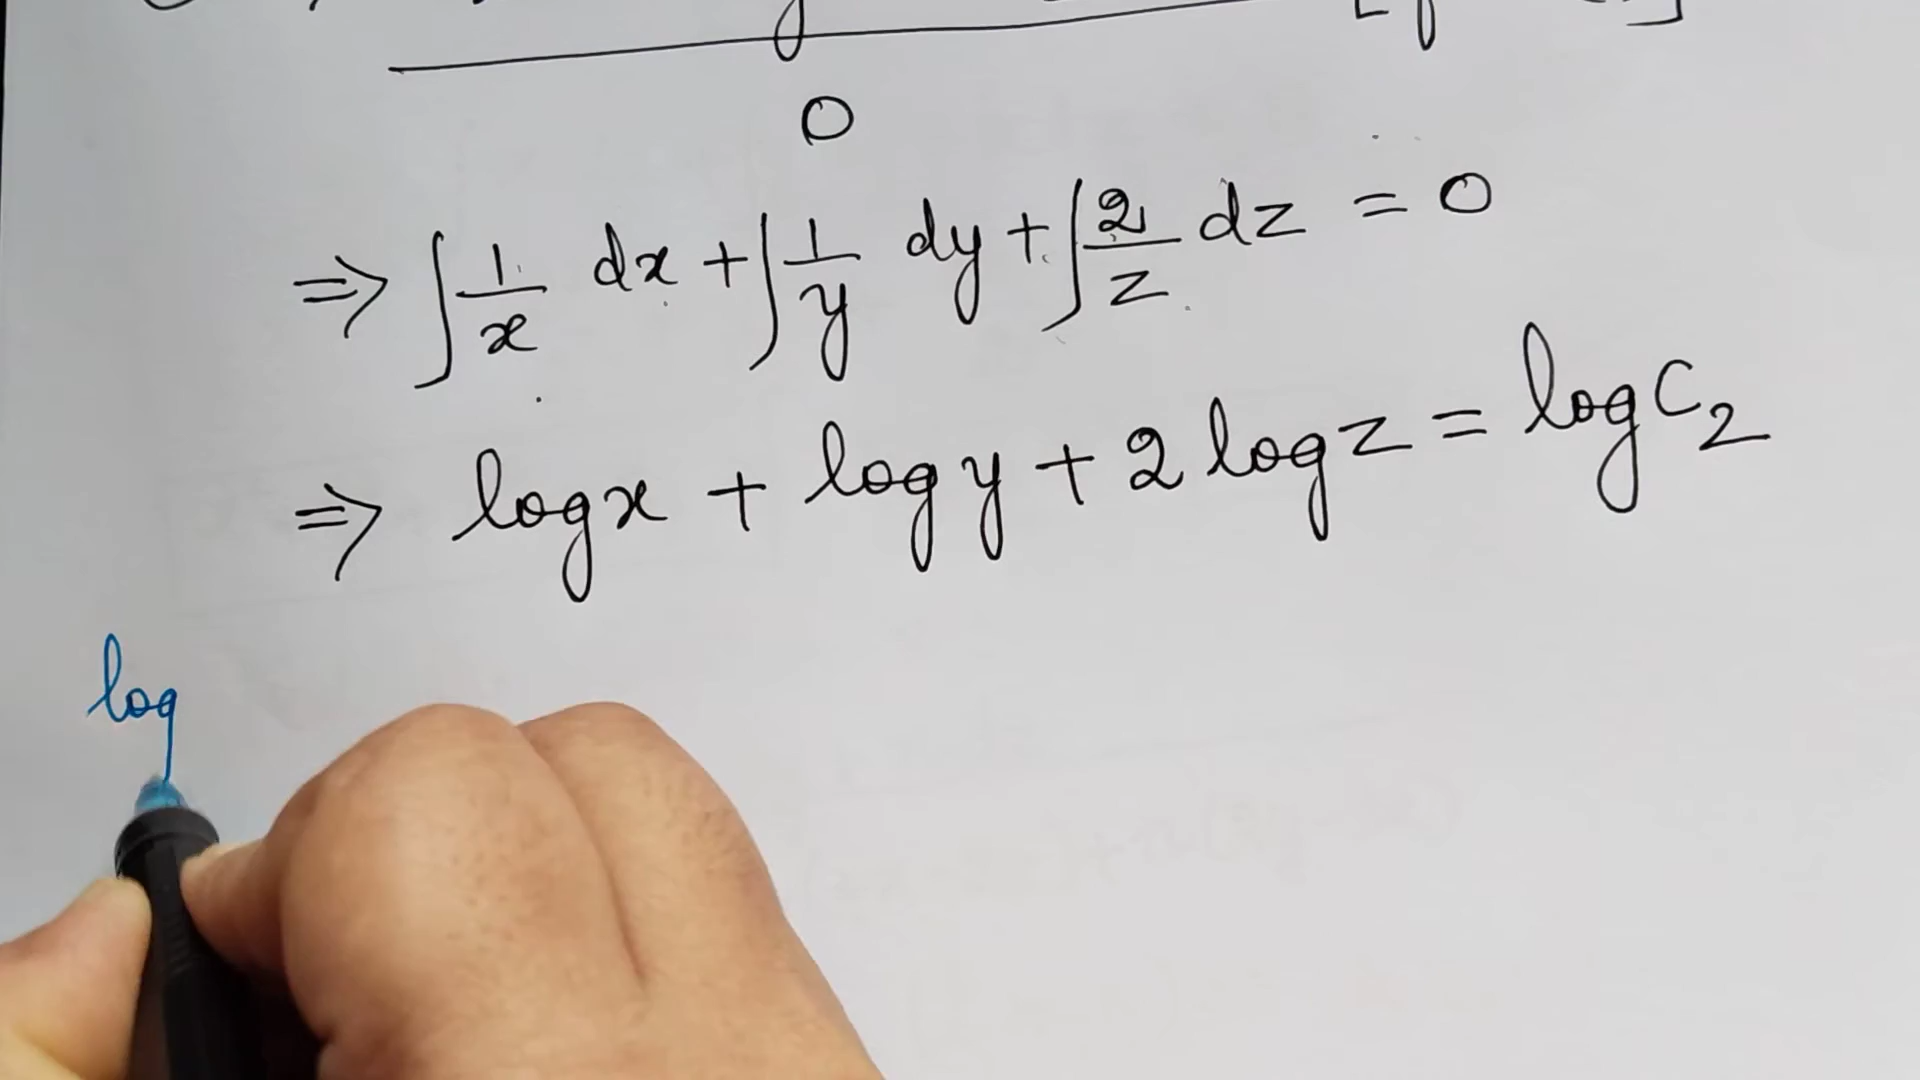 0
⇒ ∫ 1/x dx + ∫ 1/y dy + ∫ 2/z dz = 0
⇒ log x + log y + 2 log z = log C₂
log